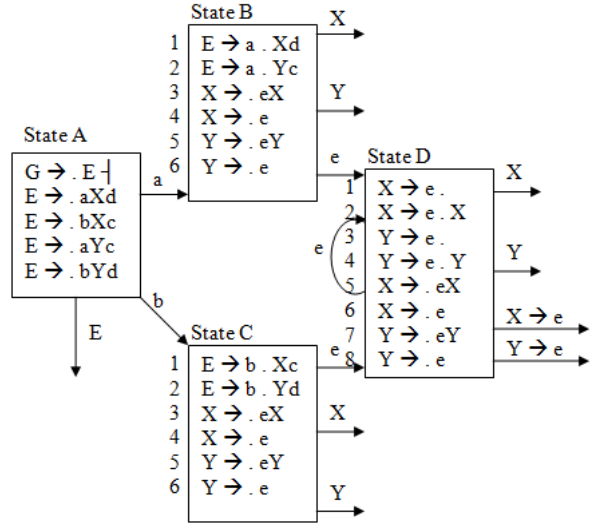 State B
1 E → a . Xd
2 E → a . Yc
3 X → . eX
4 X → . e
5 Y → . eY
6 Y → . e
X
Y
e
State A
G → . E ┤
E → . aXd
E → . bXc
E → . aYc
E → . bYd
a
b
E
State D
1 X → e .
2 X → e . X
3 Y → e .
4 Y → e . Y
5 X → . eX
6 X → . e
7 Y → . eY
8 Y → . e
e
X
Y
X → e
Y → e
State C
1 E → b . Xc
2 E → b . Yd
3 X → . eX
4 X → . e
5 Y → . eY
6 Y → . e
e
X
Y